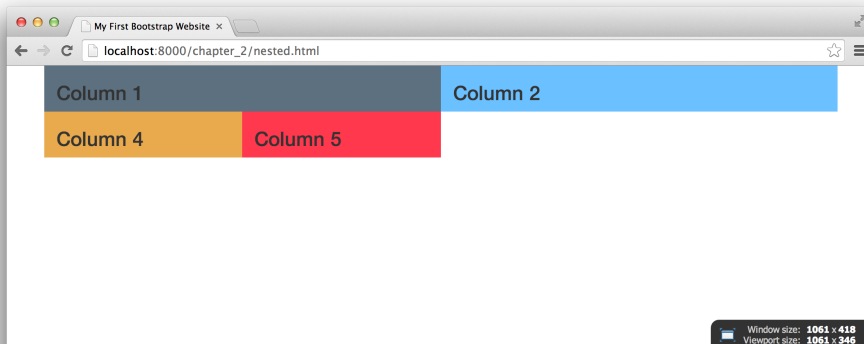 My First Bootstrap Website
localhost:8000/chapter_2/nested.html
Column 1 Column 2
Column 4 Column 5
Window size: 1061 x 418
Viewport size: 1061 x 346